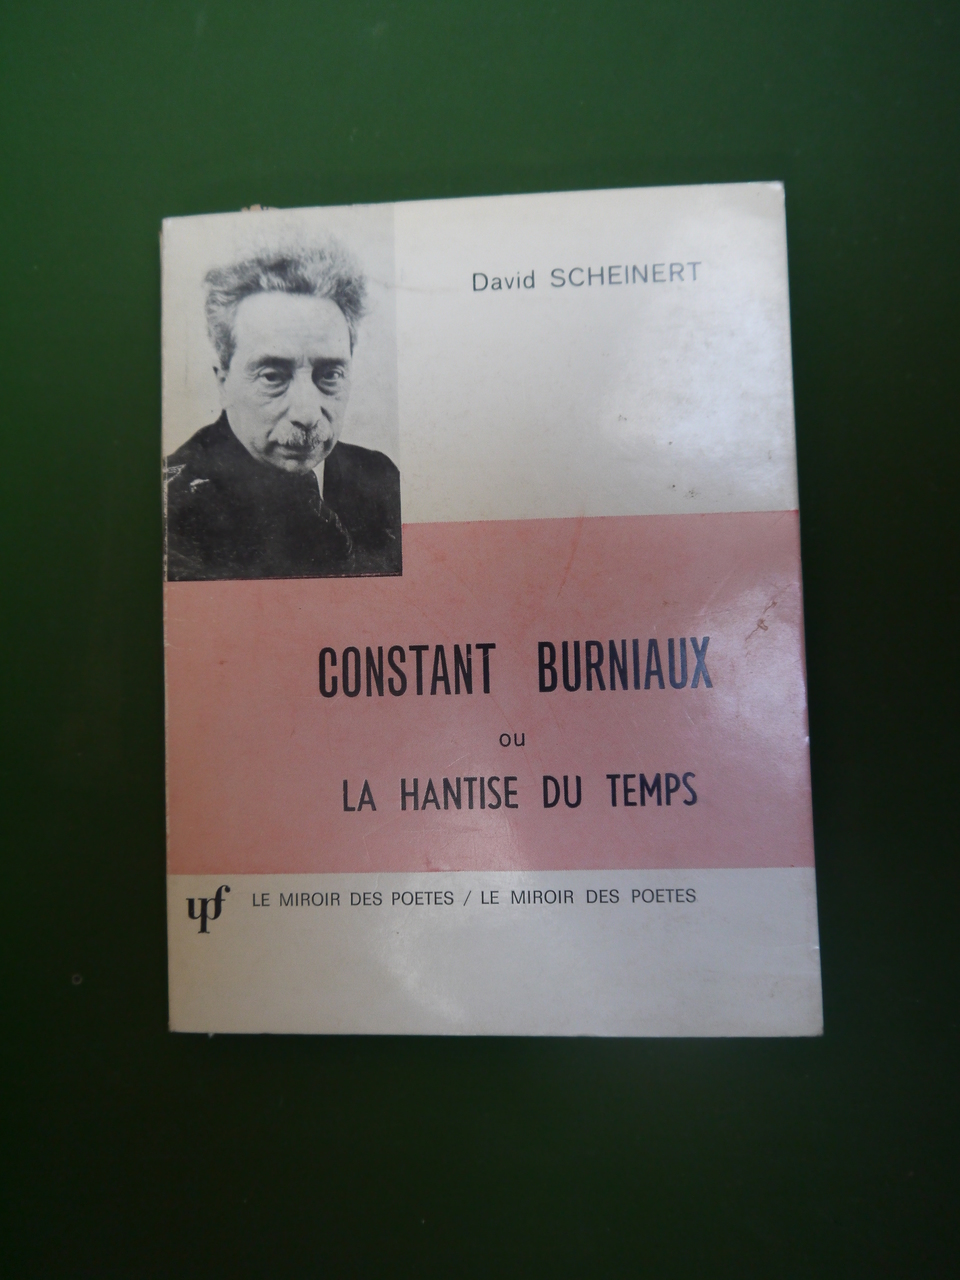 David SCHEINERT
CONSTANT BURNIAUX
ou
LA HANTISE DU TEMPS
upf LE MIROIR DES POETES / LE MIROIR DES POETES